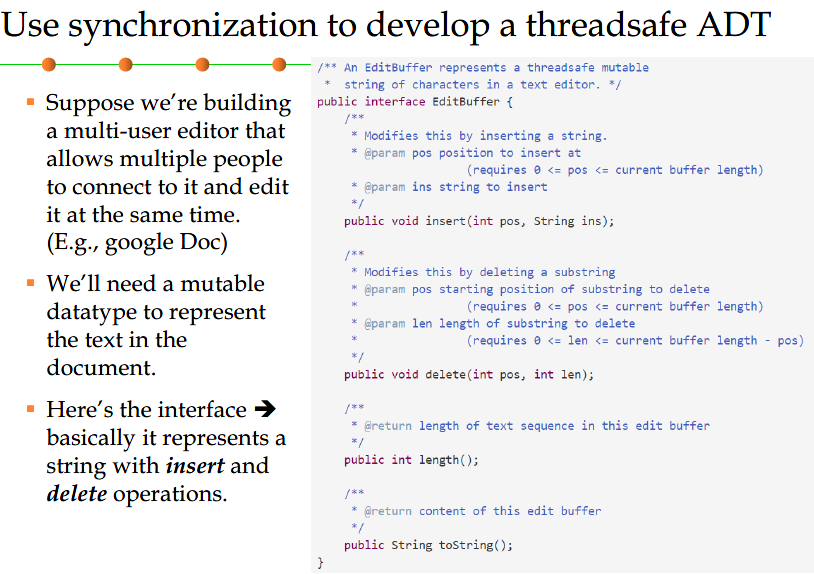 Use synchronization to develop a threadsafe ADT
Suppose we're building
a multi-user editor that
allows multiple people
to connect to it and edit
it at the same time.
(E.g., google Doc)
We'll need a mutable
datatype to represent
the text in the
document.
Here's the interface ➔
basically it represents a
string with insert and
delete operations.
/** An EditBuffer represents a threadsafe mutable
 *  string of characters in a text editor. */
public interface EditBuffer {
    /**
     * Modifies this by inserting a string.
     * @param pos position to insert at
                      (requires 0 <= pos <= current buffer length)
     * @param ins string to insert
     */
    public void insert(int pos, String ins);
    /**
     * Modifies this by deleting a substring
     * @param pos starting position of substring to delete
     *                (requires 0 <= pos <= current buffer length)
     * @param len length of substring to delete
     *                (requires 0 <= len <= current buffer length - pos)
     */
    public void delete(int pos, int len);
    /**
     * @return length of text sequence in this edit buffer
     */
    public int length();
    /**
     * @return content of this edit buffer
     */
    public String toString();
}